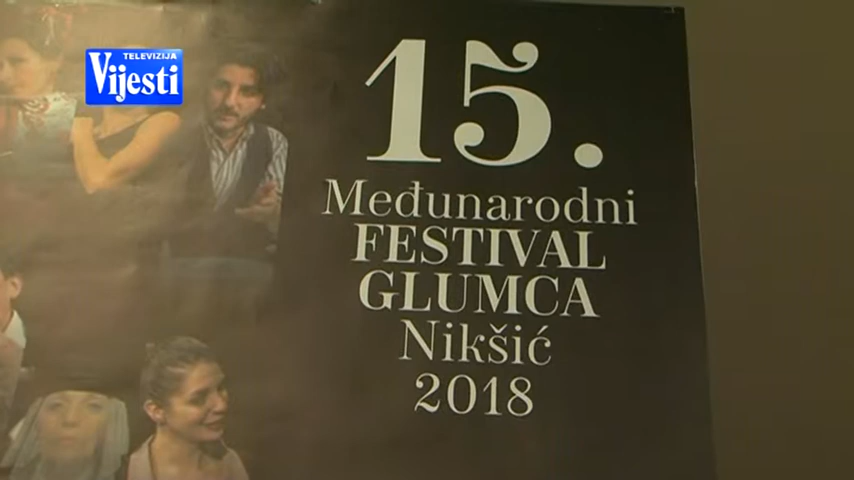 TELEVIZIJA
Vijesti
15.
Međunarodni
FESTIVAL
GLUMCA
Nikšić
2018